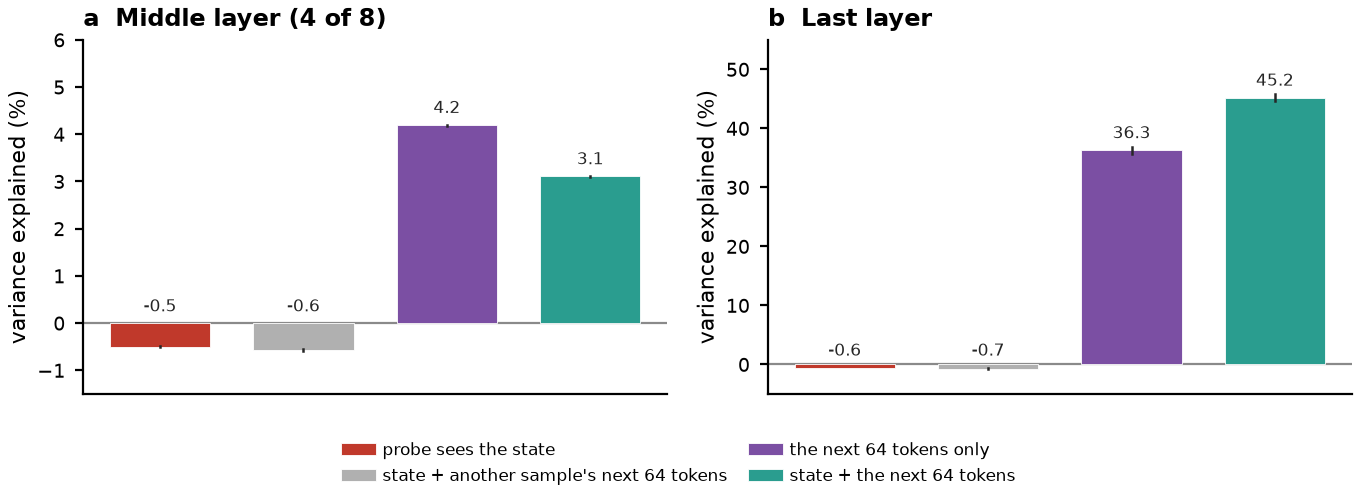 a Middle layer (4 of 8)
variance explained (%)
6
5
4
3
2
1
0
−1
-0.5
-0.6
4.2
3.1
b Last layer
variance explained (%)
50
40
30
20
10
0
-0.6
-0.7
36.3
45.2
probe sees the state
state + another sample's next 64 tokens
the next 64 tokens only
state + the next 64 tokens